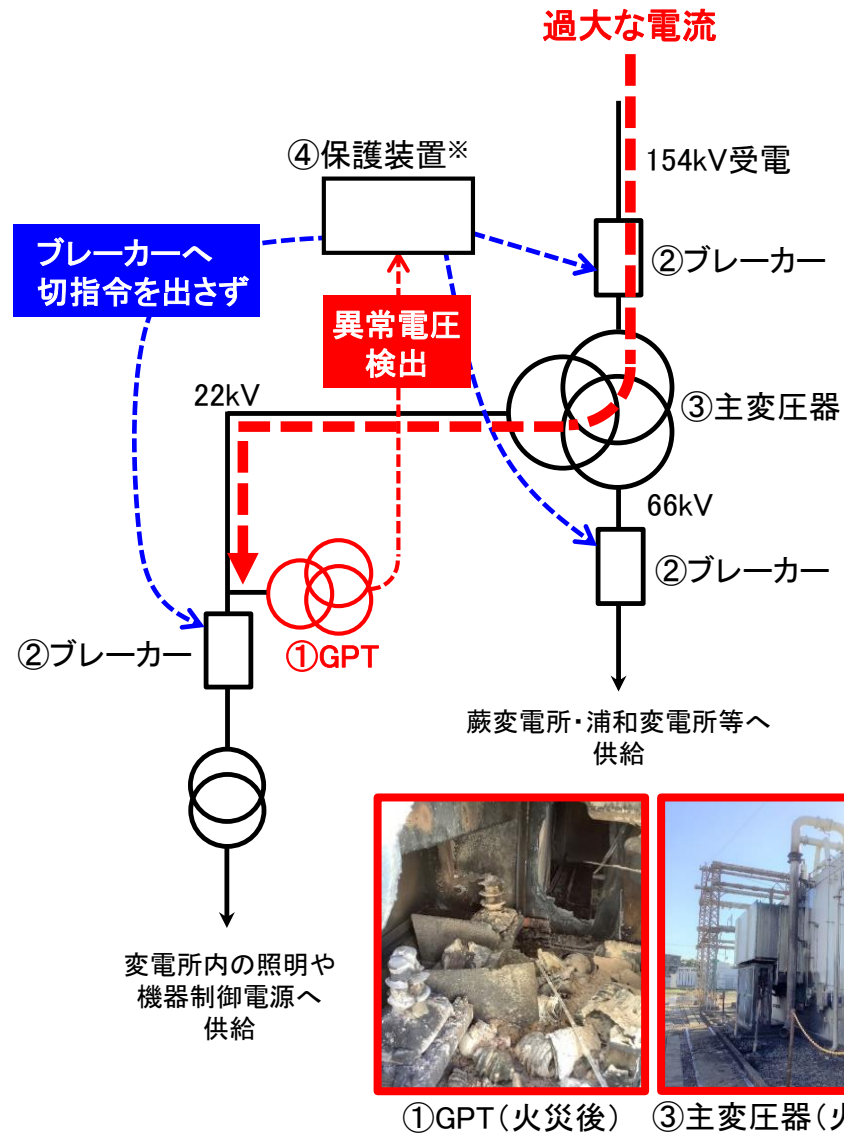 過大な電流
④保護装置※
154kV受電
ブレーカーへ
切指令を出さず
②ブレーカー
異常電圧
検出
22kV
③主変圧器
66kV
②ブレーカー
②ブレーカー
①GPT
蕨変電所・浦和変電所等へ
供給
変電所内の照明や
機器制御電源へ
供給
①GPT(火災後)
③主変圧器(火